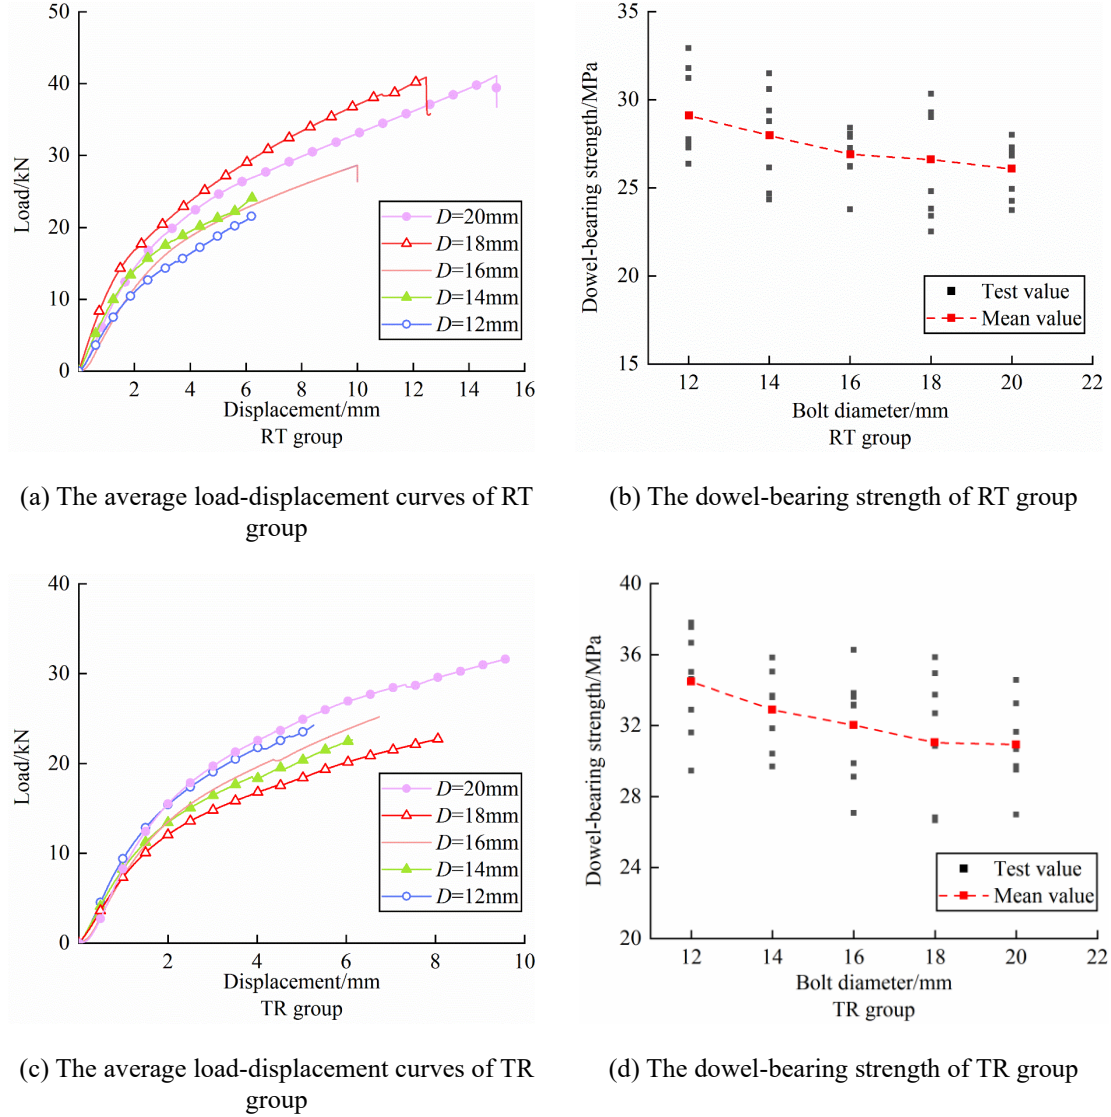 50
40
30
20
10
0
Load/kN
2
4
6
8
10
12
14
16
Displacement/mm
RT group
D=20mm
D=18mm
D=16mm
D=14mm
D=12mm
35
30
25
20
15
Dowel-bearing strength/MPa
12
14
16
18
20
22
Bolt diameter/mm
RT group
Test value
Mean value
(a) The average load-displacement curves of RT
group
(b) The dowel-bearing strength of RT group
40
30
20
10
0
Load/kN
2
4
6
8
10
Displacement/mm
TR group
D=20mm
D=18mm
D=16mm
D=14mm
D=12mm
40
36
32
28
24
20
Dowel-bearing strength/MPa
12
14
16
18
20
22
Bolt diameter/mm
TR group
Test value
Mean value
(c) The average load-displacement curves of TR
group
(d) The dowel-bearing strength of TR group